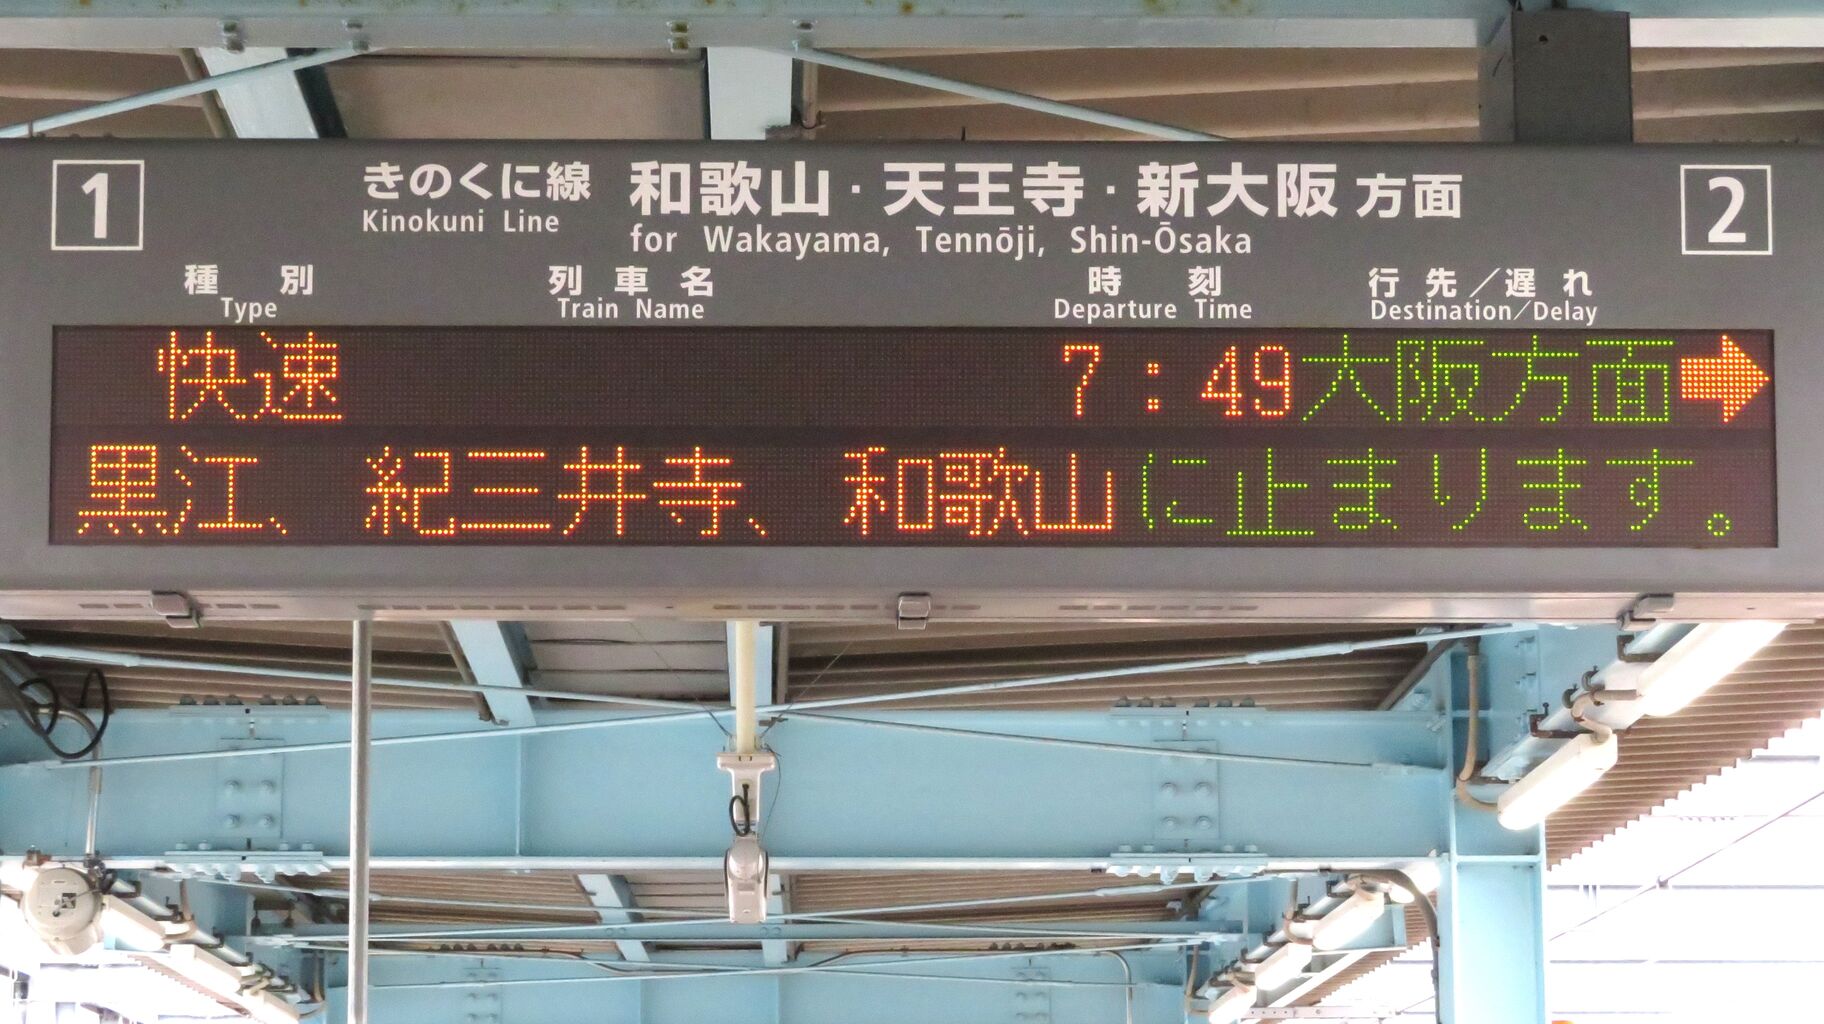 1 きのくに線 和歌山・天王寺・新大阪 方面 2
Kinokuni Line for Wakayama, Tennōji, Shin-Ōsaka
種別 列車名 時刻 行先／遅れ
Type Train Name Departure Time Destination／Delay
快速 7:49 大阪方面 ➡
黒江、紀三井寺、和歌山に止まります。